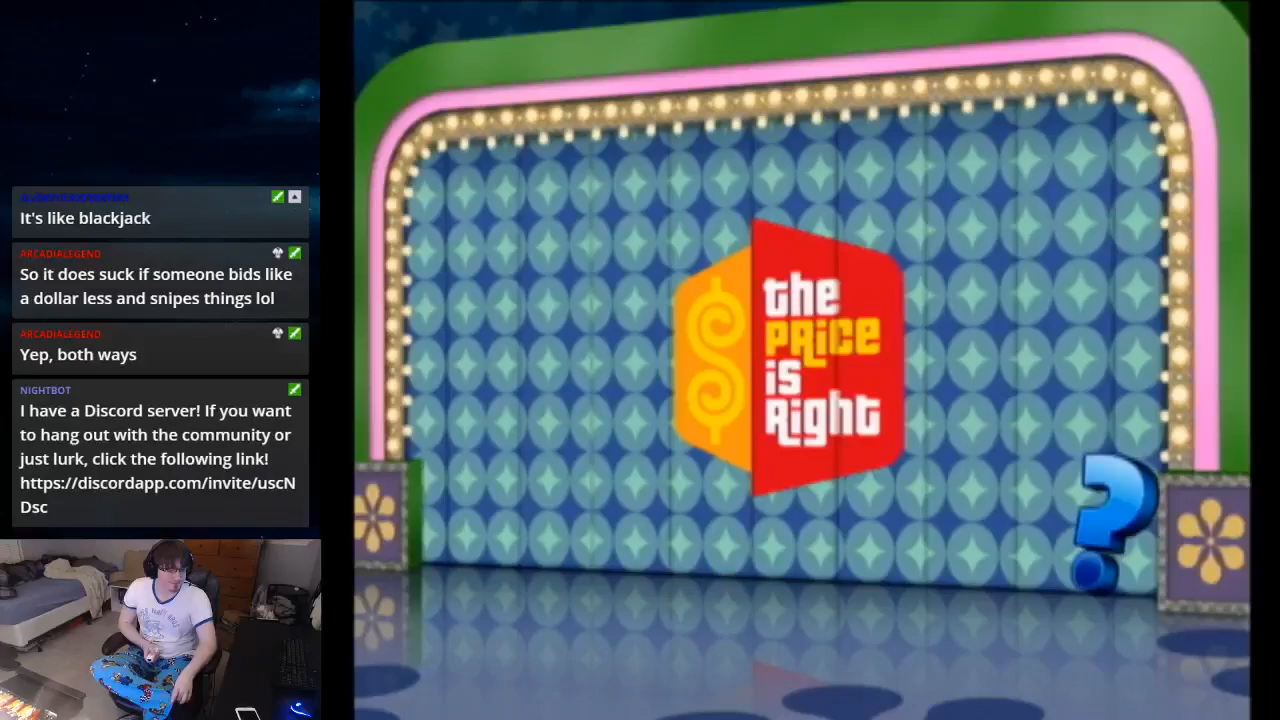 It's like blackjack
ARCADIALEGEND
So it does suck if someone bids like
a dollar less and snipes things lol
ARCADIALEGEND
Yep, both ways
NIGHTBOT
I have a Discord server! If you want
to hang out with the community or
just lurk, click the following link!
https://discordapp.com/invite/uscN
Dsc
the
PRiCE
is
Right
?